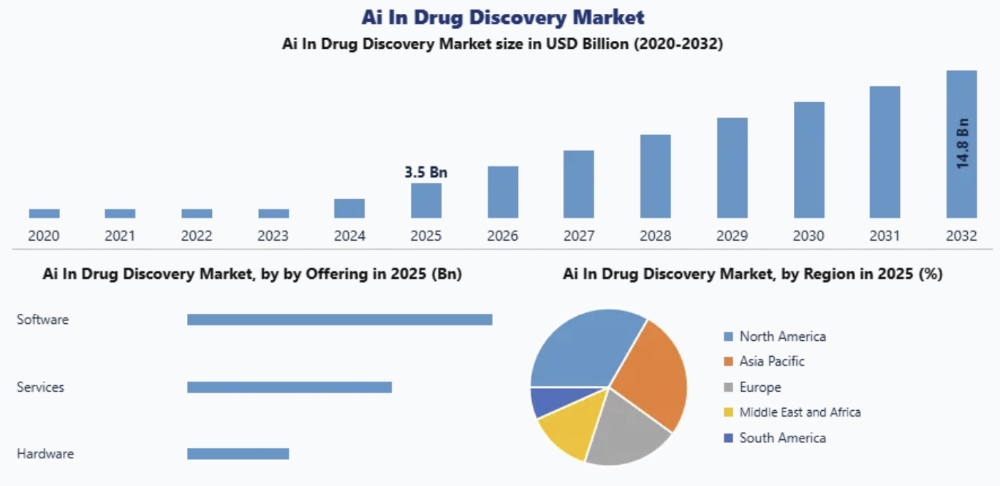 Ai In Drug Discovery Market
Ai In Drug Discovery Market size in USD Billion (2020-2032)
3.5 Bn
14.8 Bn
2020 2021 2022 2023 2024 2025 2026 2027 2028 2029 2030 2031 2032
Ai In Drug Discovery Market, by by Offering in 2025 (Bn)
Software
Services
Hardware
Ai In Drug Discovery Market, by Region in 2025 (%)
North America
Asia Pacific
Europe
Middle East and Africa
South America